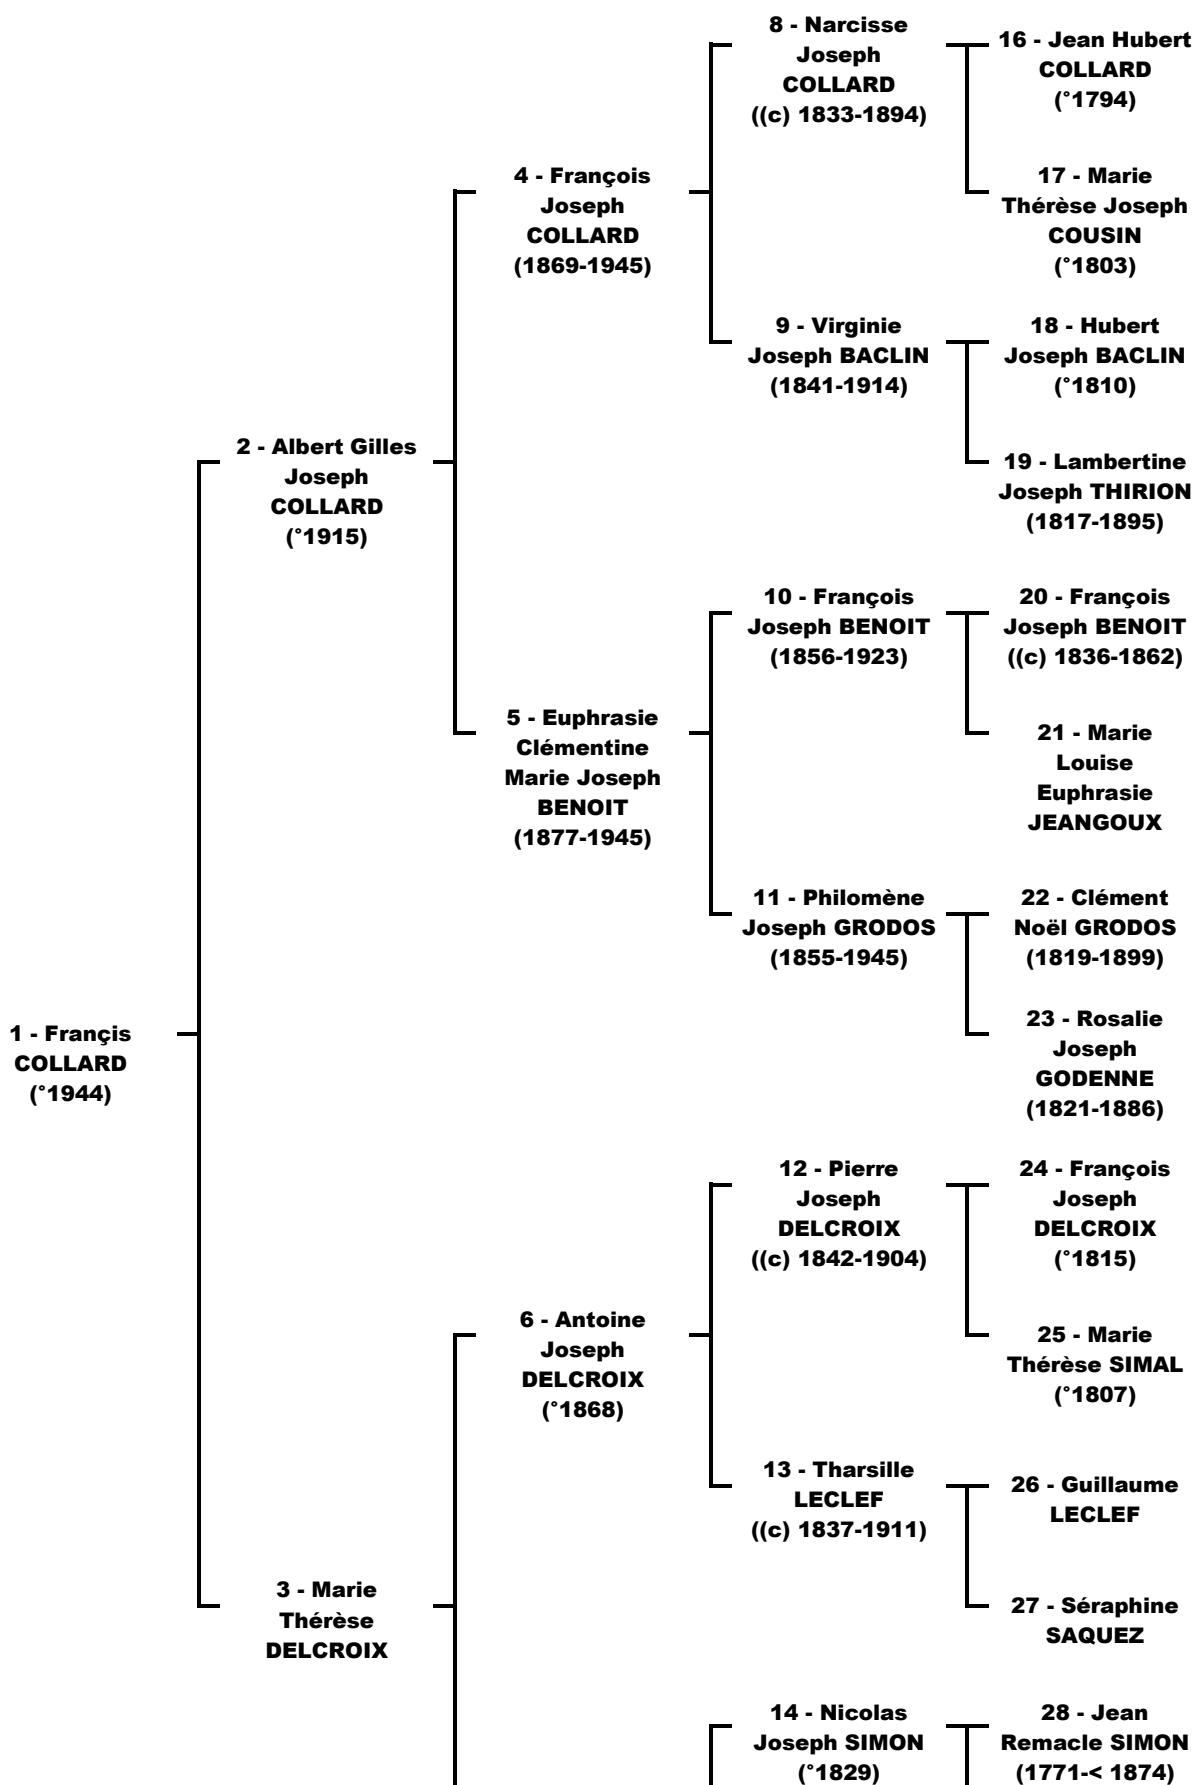 8 - Narcisse
Joseph
COLLARD
((c) 1833-1894)
16 - Jean Hubert
COLLARD
(°1794)
4 - François
Joseph
COLLARD
(1869-1945)
17 - Marie
Thérèse Joseph
COUSIN
(°1803)
9 - Virginie
Joseph BACLIN
(1841-1914)
18 - Hubert
Joseph BACLIN
(°1810)
2 - Albert Gilles
Joseph
COLLARD
(°1915)
19 - Lambertine
Joseph THIRION
(1817-1895)
10 - François
Joseph BENOIT
(1856-1923)
20 - François
Joseph BENOIT
((c) 1836-1862)
5 - Euphrasie
Clémentine
Marie Joseph
BENOIT
(1877-1945)
21 - Marie
Louise
Euphrasie
JEANGOUX
11 - Philomène
Joseph GRODOS
(1855-1945)
22 - Clément
Noël GRODOS
(1819-1899)
1 - Françis
COLLARD
(°1944)
23 - Rosalie
Joseph
GODENNE
(1821-1886)
12 - Pierre
Joseph
DELCROIX
((c) 1842-1904)
24 - François
Joseph
DELCROIX
(°1815)
6 - Antoine
Joseph
DELCROIX
(°1868)
25 - Marie
Thérèse SIMAL
(°1807)
13 - Tharsille
LECLEF
((c) 1837-1911)
26 - Guillaume
LECLEF
3 - Marie
Thérèse
DELCROIX
27 - Séraphine
SAQUEZ
14 - Nicolas
Joseph SIMON
(°1829)
28 - Jean
Remacle SIMON
(1771-< 1874)